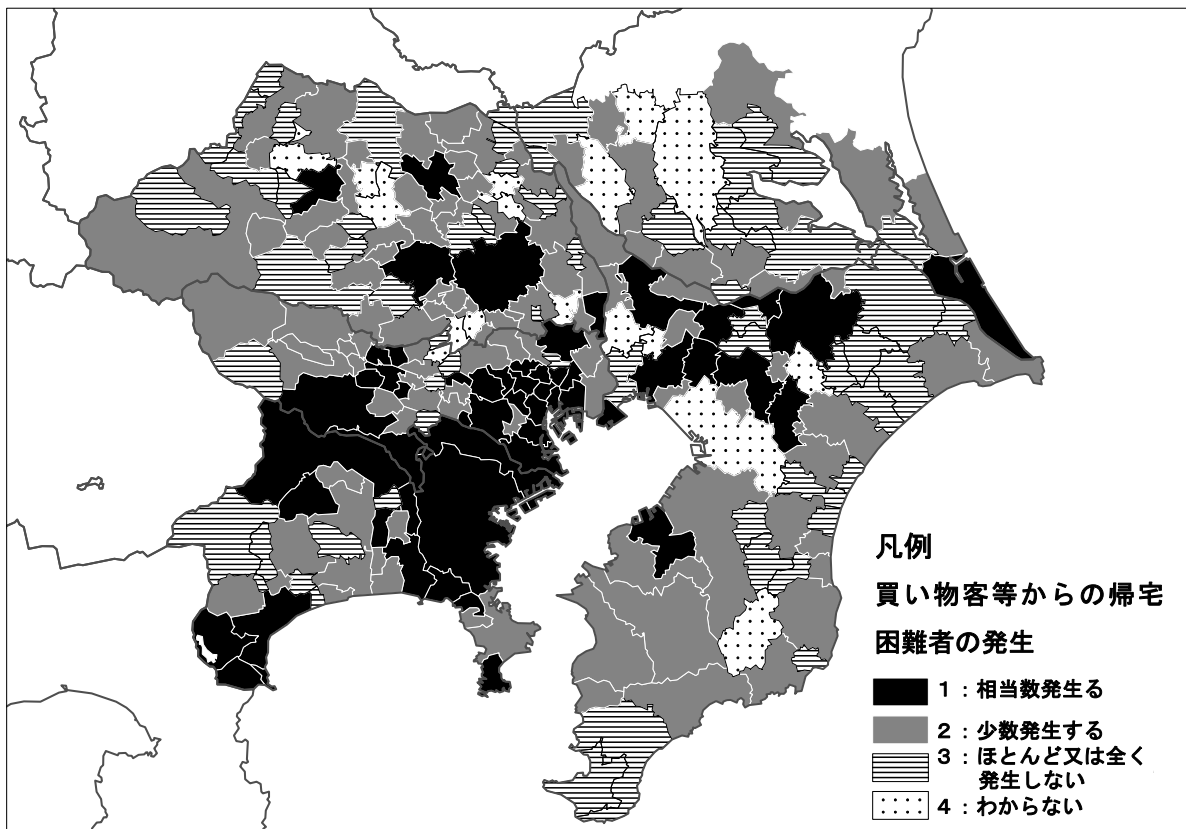 凡例
買い物客等からの帰宅
困難者の発生
1：相当数発生る
2：少数発生する
3：ほとんど又は全く
発生しない
4：わからない